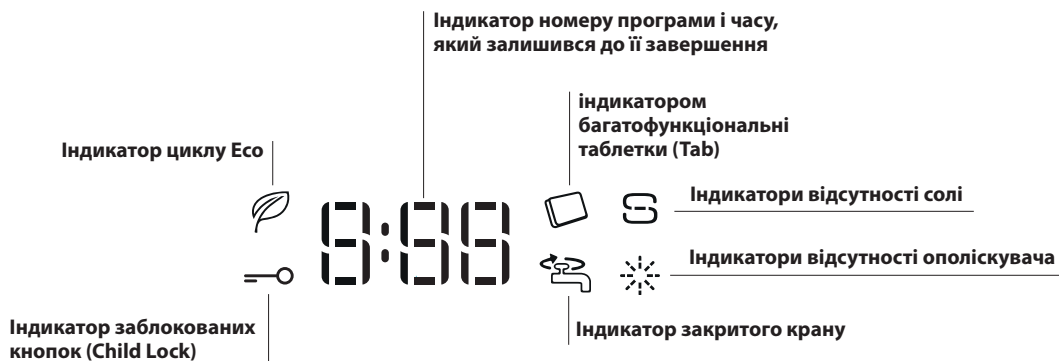 Індикатор номеру програми і часу,
який залишився до її завершення
індикатором
багатофункціональні
таблетки (Tab)
Індикатор циклу Eco
Індикатори відсутності солі
8:88
Індикатори відсутності ополіскувача
Індикатор заблокованих
кнопок (Child Lock)
Індикатор закритого крану